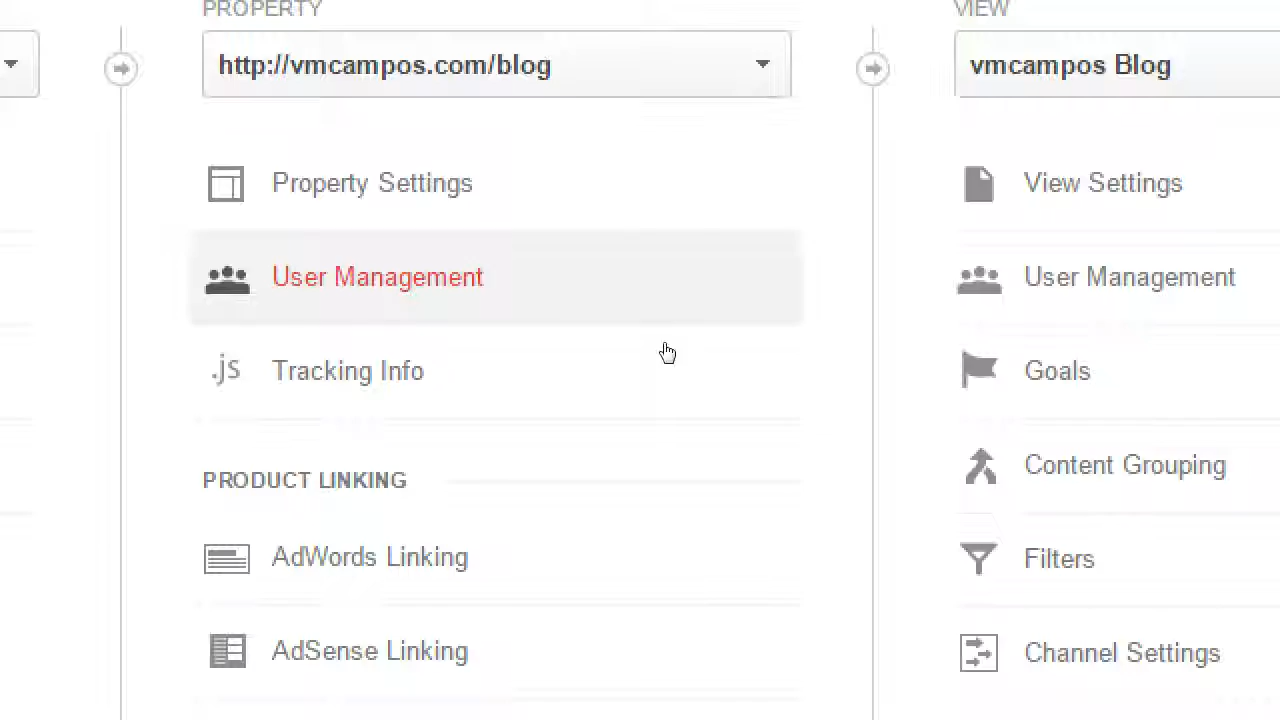 PROPERTY
http://vmcampos.com/blog
Property Settings
User Management
.js Tracking Info
PRODUCT LINKING
AdWords Linking
AdSense Linking
VIEW
vmcampos Blog
View Settings
User Management
Goals
Content Grouping
Filters
Channel Settings